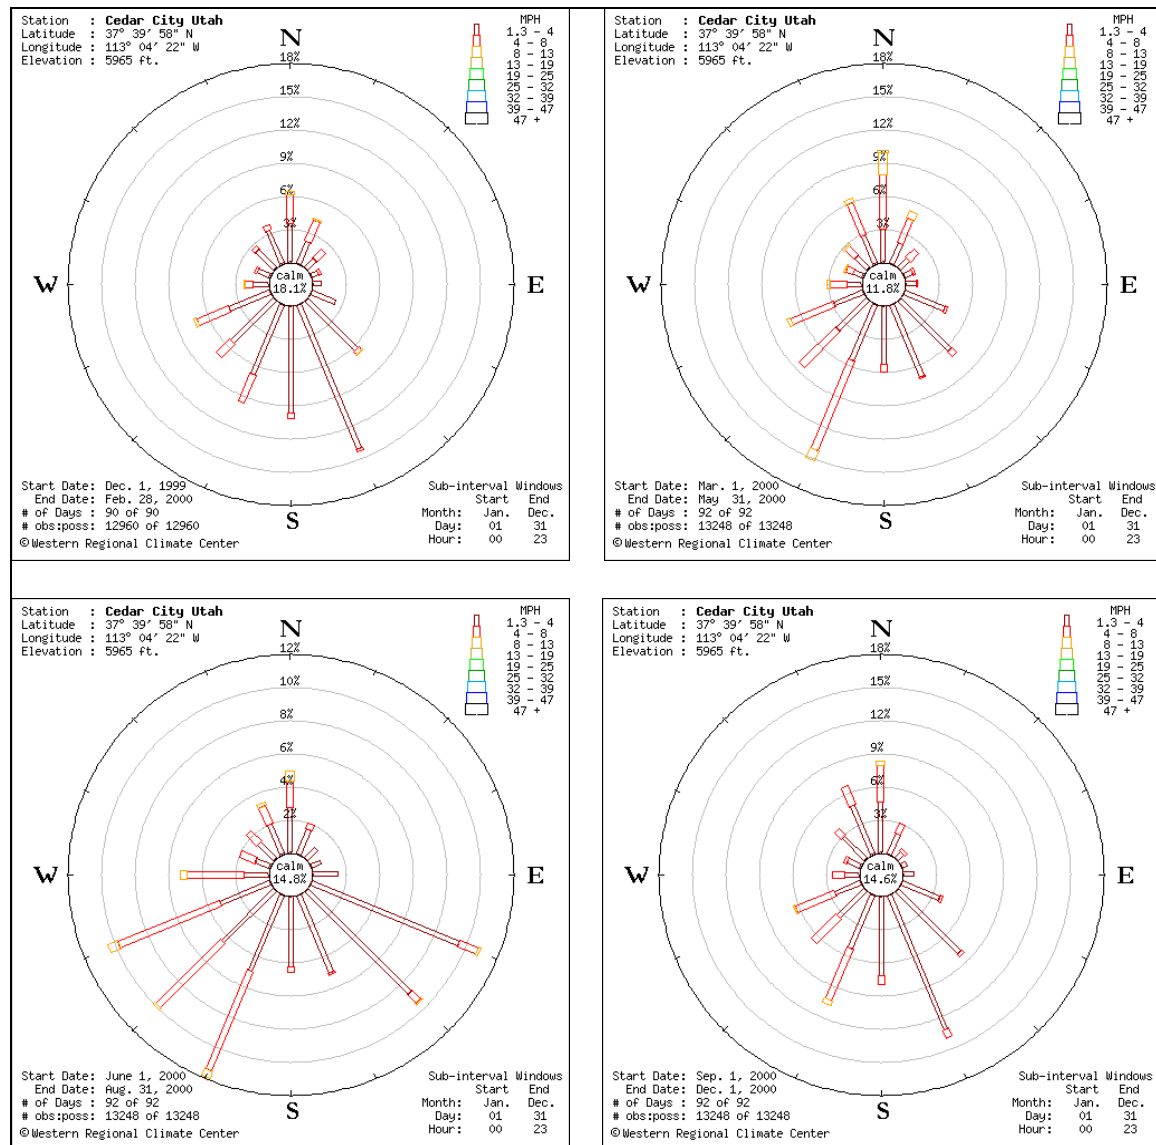 Station : Cedar City Utah
Latitude : 37° 39′ 58″ N
Longitude : 113° 04′ 22″ W
Elevation : 5965 ft.
MPH
1.3 - 4
4 - 8
8 - 13
13 - 19
19 - 25
25 - 32
32 - 39
39 - 47
47 +
N
18%
15%
12%
9%
6%
3%
calm
18.1%
W
E
S
Start Date: Dec. 1, 1999
End Date: Feb. 28, 2000
# of Days : 90 of 90
# obs:poss: 12960 of 12960
© Western Regional Climate Center
Sub-interval Windows
Start End
Month: Jan. Dec.
Day: 01 31
Hour: 00 23
Station : Cedar City Utah
Latitude : 37° 39′ 58″ N
Longitude : 113° 04′ 22″ W
Elevation : 5965 ft.
MPH
1.3 - 4
4 - 8
8 - 13
13 - 19
19 - 25
25 - 32
32 - 39
39 - 47
47 +
N
18%
15%
12%
9%
6%
3%
calm
11.8%
W
E
S
Start Date: Mar. 1, 2000
End Date: May 31, 2000
# of Days : 92 of 92
# obs:poss: 13248 of 13248
© Western Regional Climate Center
Sub-interval Windows
Start End
Month: Jan. Dec.
Day: 01 31
Hour: 00 23
Station : Cedar City Utah
Latitude : 37° 39′ 58″ N
Longitude : 113° 04′ 22″ W
Elevation : 5965 ft.
MPH
1.3 - 4
4 - 8
8 - 13
13 - 19
19 - 25
25 - 32
32 - 39
39 - 47
47 +
N
12%
10%
8%
6%
4%
2%
calm
14.8%
W
E
S
Start Date: June 1, 2000
End Date: Aug. 31, 2000
# of Days : 92 of 92
# obs:poss: 13248 of 13248
© Western Regional Climate Center
Sub-interval Windows
Start End
Month: Jan. Dec.
Day: 01 31
Hour: 00 23
Station : Cedar City Utah
Latitude : 37° 39′ 58″ N
Longitude : 113° 04′ 22″ W
Elevation : 5965 ft.
MPH
1.3 - 4
4 - 8
8 - 13
13 - 19
19 - 25
25 - 32
32 - 39
39 - 47
47 +
N
18%
15%
12%
9%
6%
3%
calm
14.6%
W
E
S
Start Date: Sep. 1, 2000
End Date: Dec. 1, 2000
# of Days : 92 of 92
# obs:poss: 13248 of 13248
© Western Regional Climate Center
Sub-interval Windows
Start End
Month: Jan. Dec.
Day: 01 31
Hour: 00 23